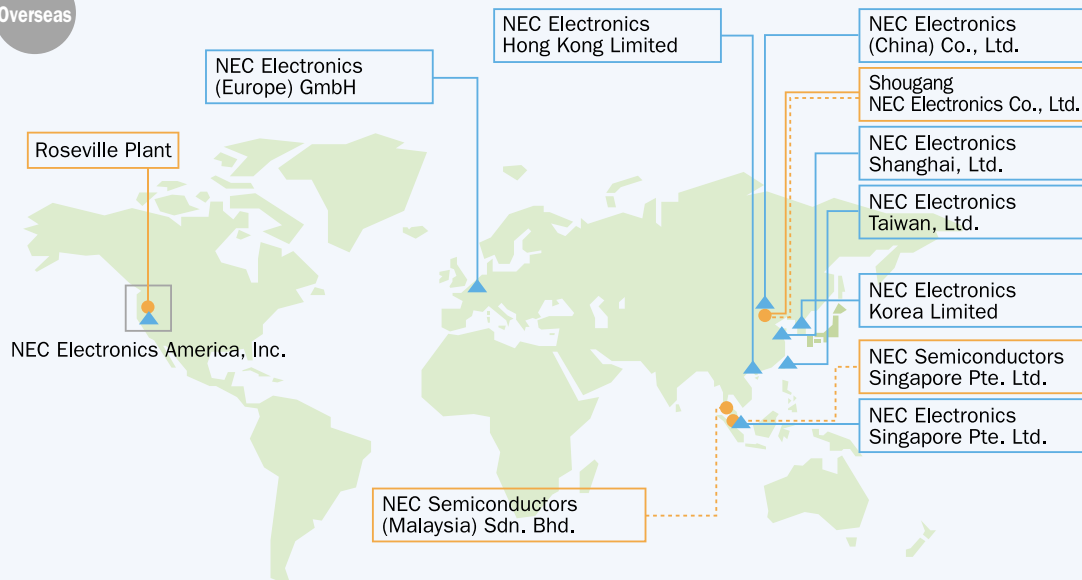 Overseas
NEC Electronics
Hong Kong Limited
NEC Electronics
(China) Co., Ltd.
NEC Electronics
(Europe) GmbH
Shougang
NEC Electronics Co., Ltd.
Roseville Plant
NEC Electronics
Shanghai, Ltd.
NEC Electronics
Taiwan, Ltd.
NEC Electronics
Korea Limited
NEC Electronics America, Inc.
NEC Semiconductors
Singapore Pte. Ltd.
NEC Electronics
Singapore Pte. Ltd.
NEC Semiconductors
(Malaysia) Sdn. Bhd.